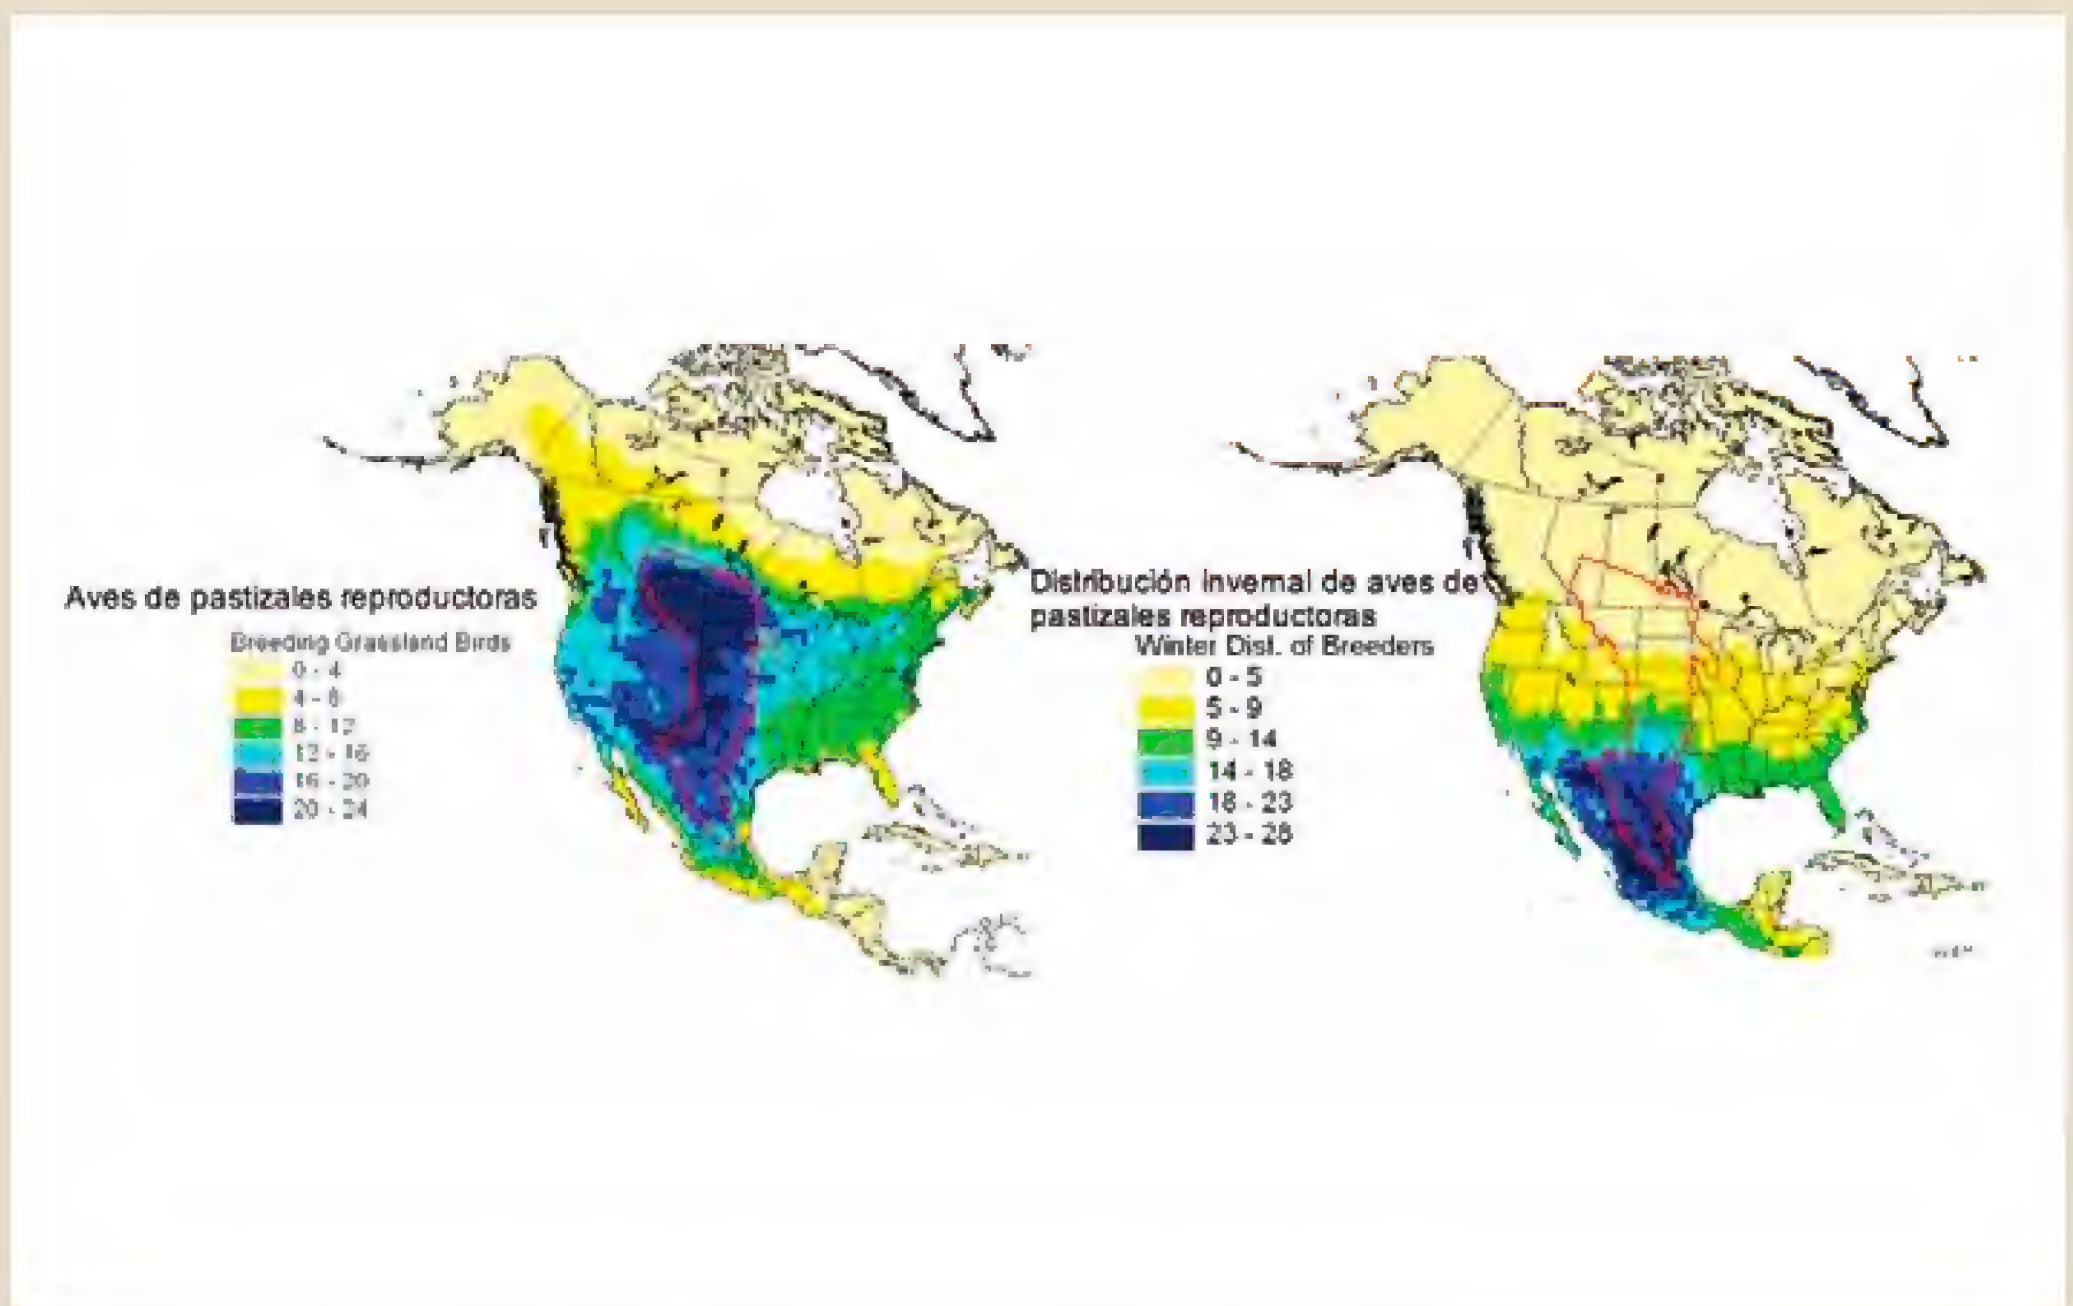 Aves de pastizales reproductoras
Breeding Grassland Birds
0 - 4
4 - 8
8 - 12
12 - 16
16 - 20
20 - 24
Distribución invernal de aves de
pastizales reproductoras
Winter Dist. of Breeders
0 - 5
5 - 9
9 - 14
14 - 18
18 - 23
23 - 28